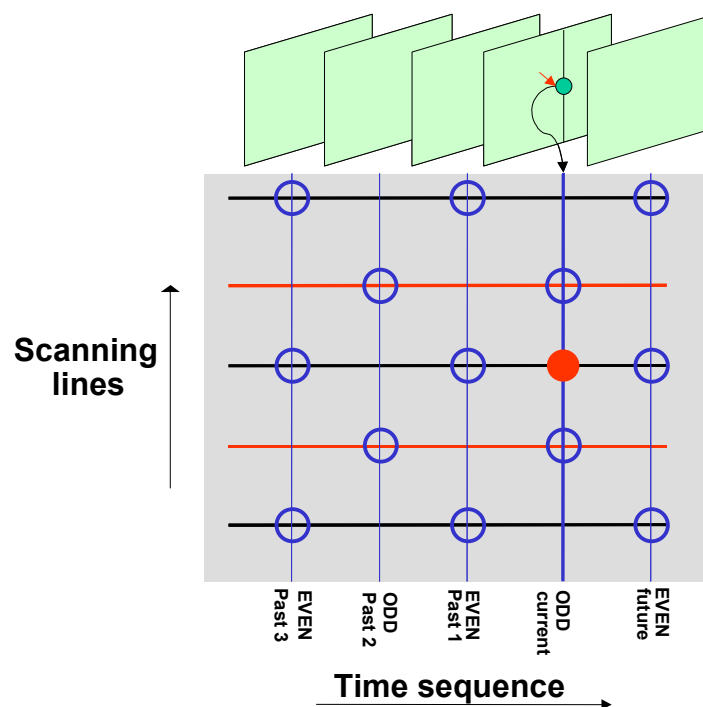 Scanning
lines
EVEN
Past 3
ODD
Past 2
EVEN
Past 1
ODD
current
EVEN
future
Time sequence